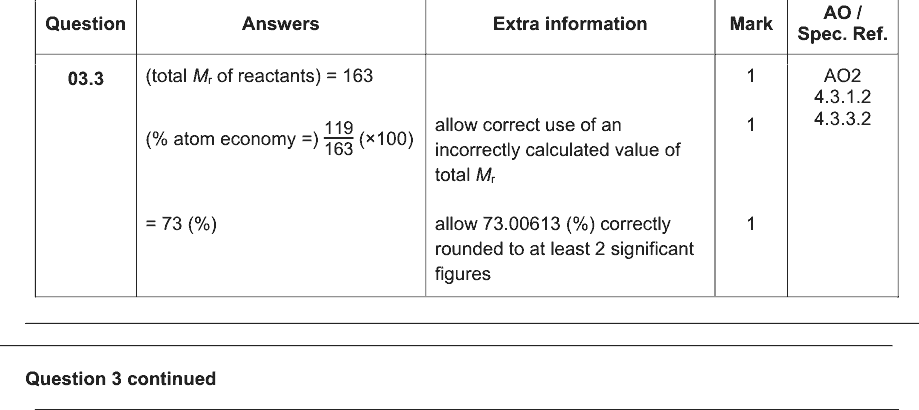 Question Answers Extra information Mark AO / Spec. Ref.
03.3 (total Mr of reactants) = 163 1 AO2
4.3.1.2
4.3.3.2
(% atom economy =) 119/163 (×100) allow correct use of an 1
incorrectly calculated value of
total Mr
= 73 (%) allow 73.00613 (%) correctly 1
rounded to at least 2 significant
figures
Question 3 continued